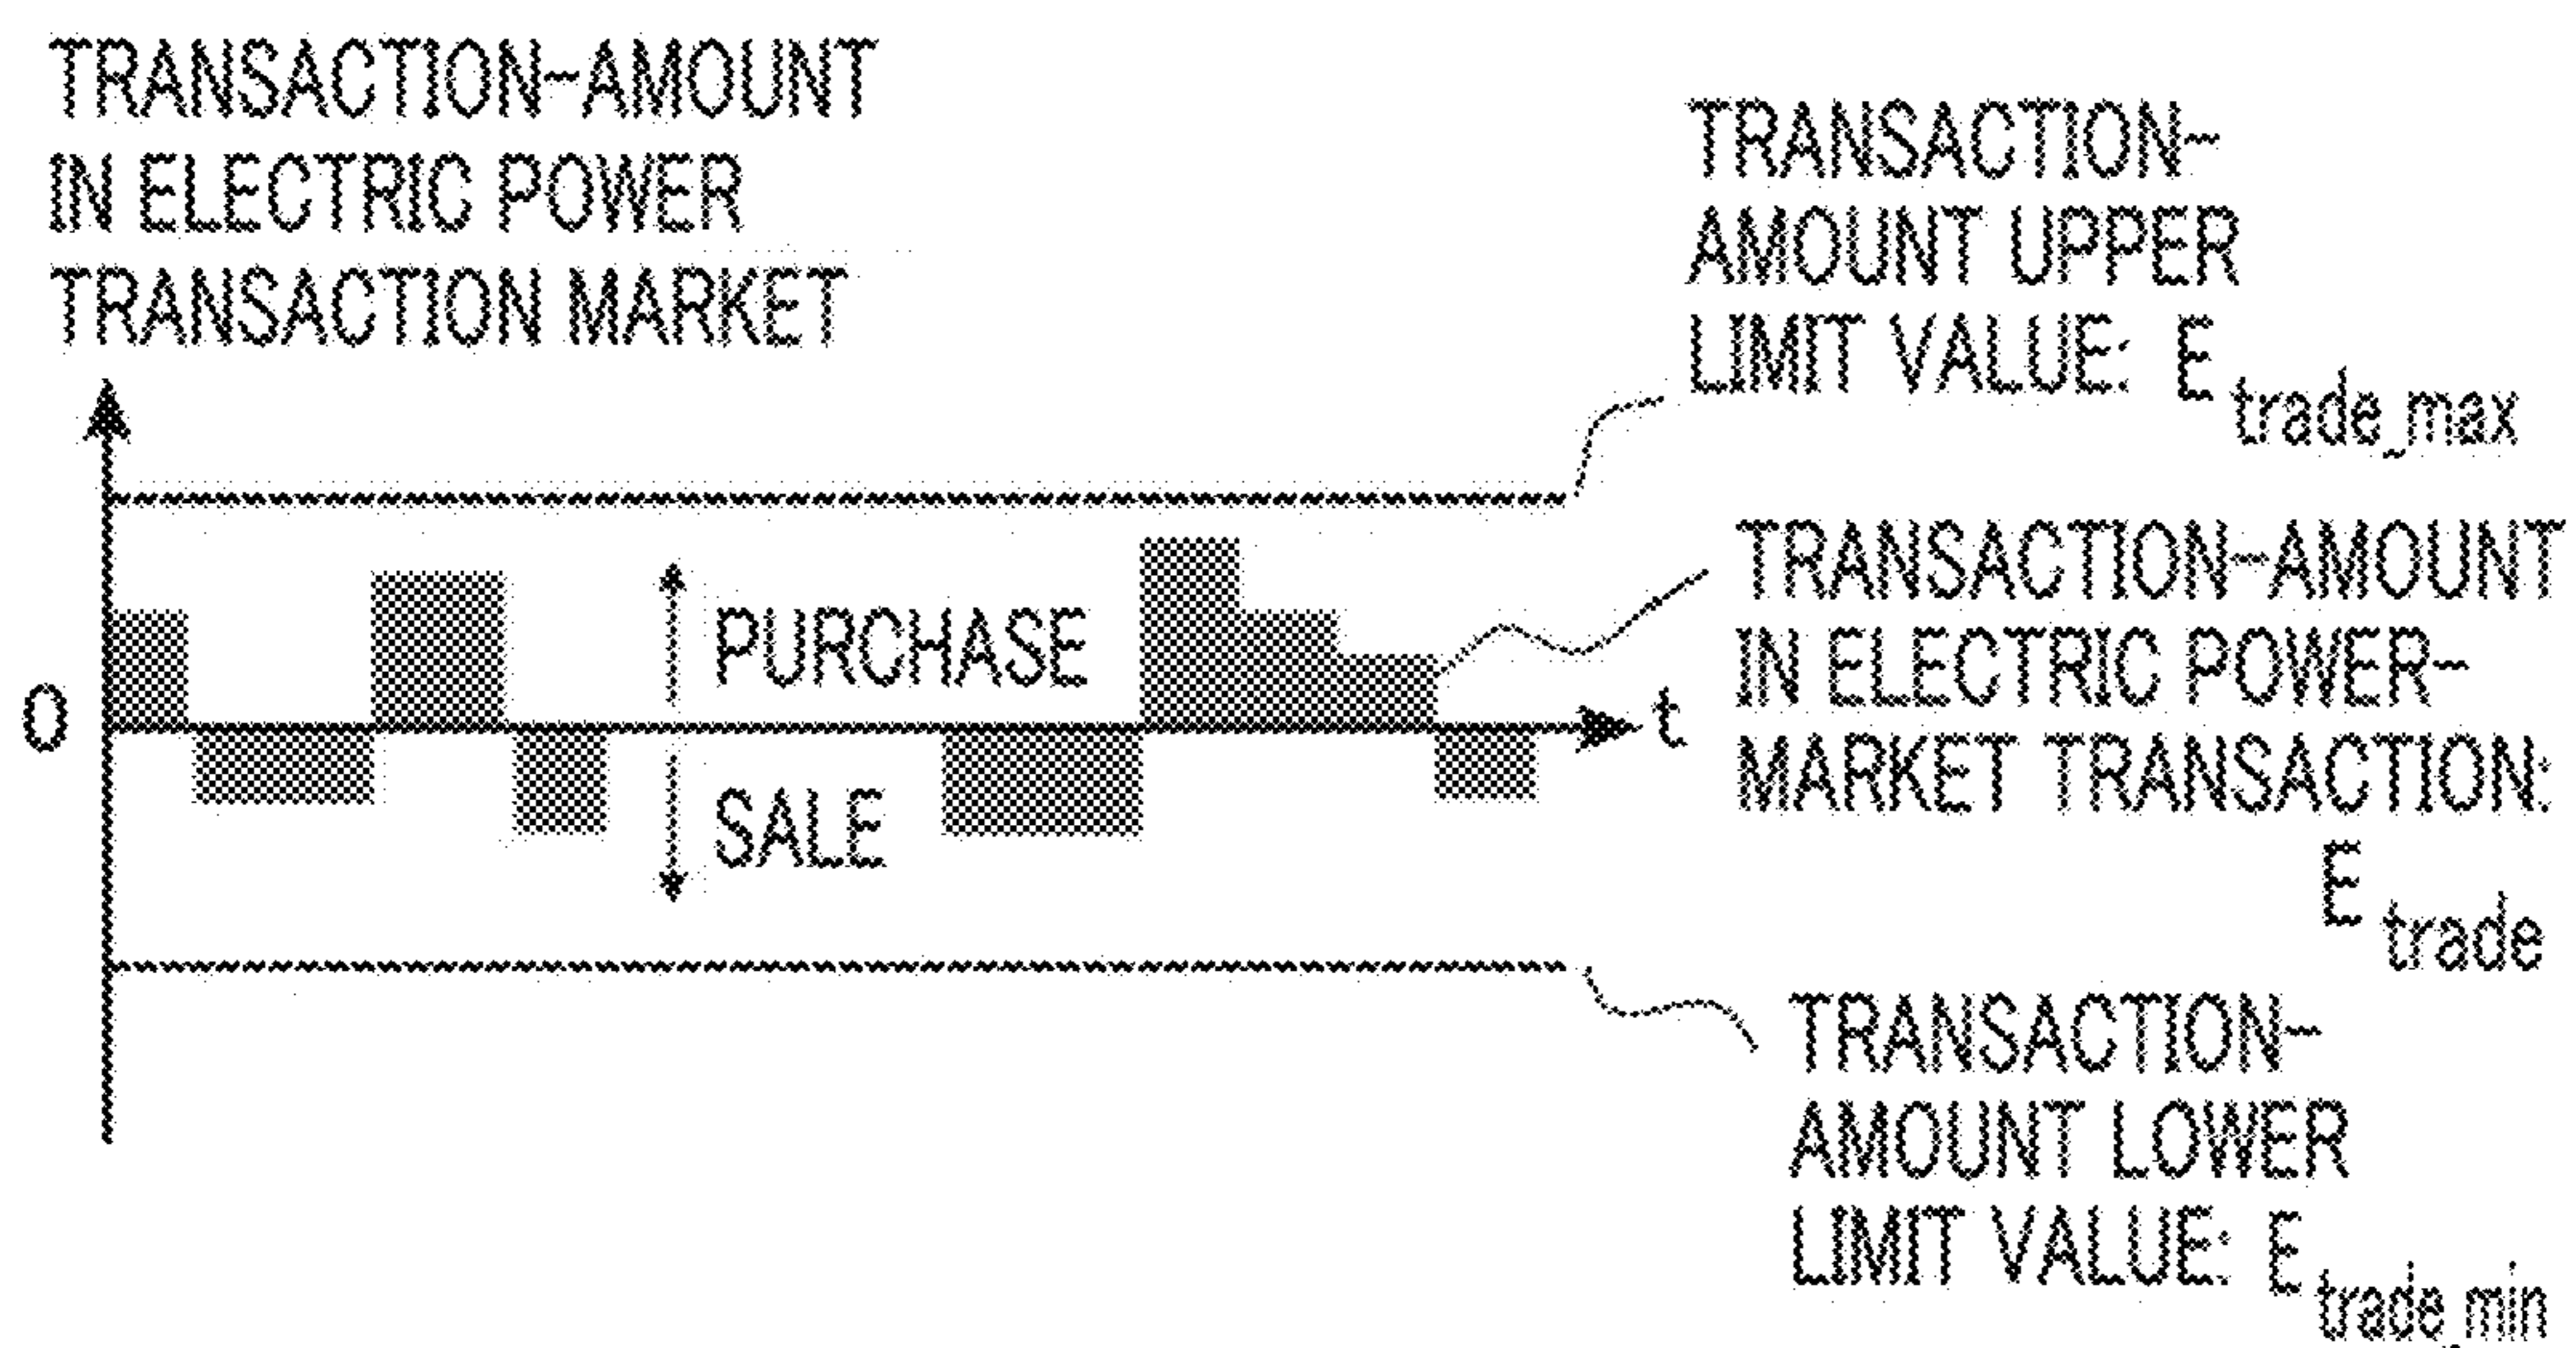 TRANSACTION-AMOUNT
IN ELECTRIC POWER
TRANSACTION MARKET
TRANSACTION-
AMOUNT UPPER
LIMIT VALUE: E trade_max
PURCHASE
0
t
SALE
TRANSACTION-AMOUNT
IN ELECTRIC POWER-
MARKET TRANSACTION:
E trade
TRANSACTION-
AMOUNT LOWER
LIMIT VALUE: E trade_min